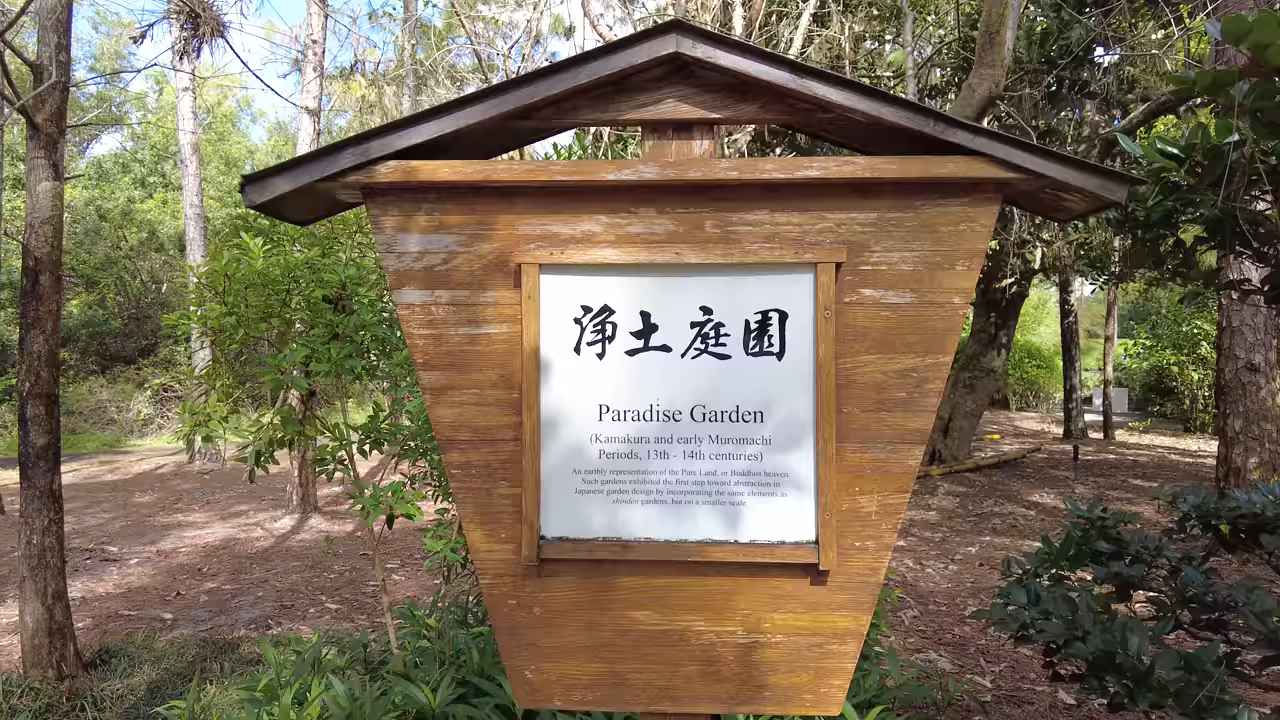 浄土庭園
Paradise Garden
(Kamakura and early Muromachi
Periods, 13th - 14th centuries)
An earthly representation of the Pure Land, or Buddhist heaven.
Such gardens exhibited the first step toward abstraction in
Japanese garden design by incorporating the same elements as
shinden gardens, but on a smaller scale.